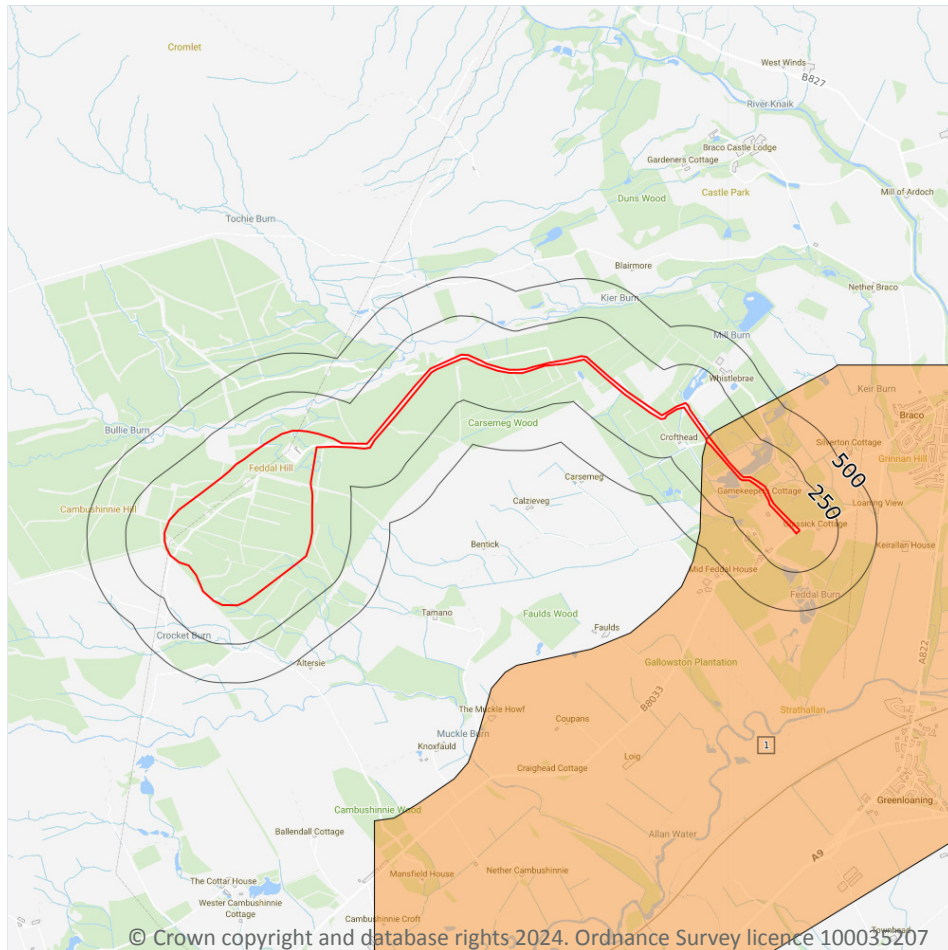 Cromlet
West Winds
B827
River Knaik
Braco Castle Lodge
Gardeners Cottage
Castle Park
Mill of Ardoch
Duns Wood
Tochie Burn
Blairmore
Nether Braco
Kier Burn
Mill Burn
Whistlebrae
Keir Burn
Braco
Carsemeg Wood
Bullie Burn
Crofthead
Silverton Cottage
Grinnan Hill
Feddal Hill
500
Carsemeg
Gamekeepers Cottage
250
Loaning View
Calzieveg
Cambushinnie Hill
Keirallan House
Bentick
Mid Feddal House
Feddal Burn
Tamano
Faulds Wood
Crocket Burn
Faulds
A822
Altersie
Gallowston Plantation
B8033
The Muckle Howf
Strathallan
Coupans
Muckle Burn
1
Knoxfauld
Loig
Craighead Cottage
Greenloaning
Cambushinnie Wood
Ballendall Cottage
Allan Water
A9
Mansfield House
Nether Cambushinnie
The Cottar House
Wester Cambushinnie
Cottage
Cambushinnie Croft
© Crown copyright and database rights 2024. Ordnance Survey licence 100025207